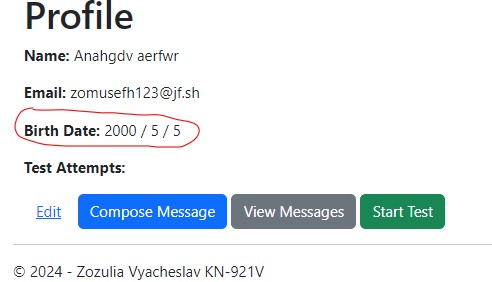 Profile
Name: Anahgdv aerfwr
Email: zomusefh123@jf.sh
Birth Date: 2000 / 5 / 5
Test Attempts:
Edit Compose Message View Messages Start Test
© 2024 - Zozulia Vyacheslav KN-921V